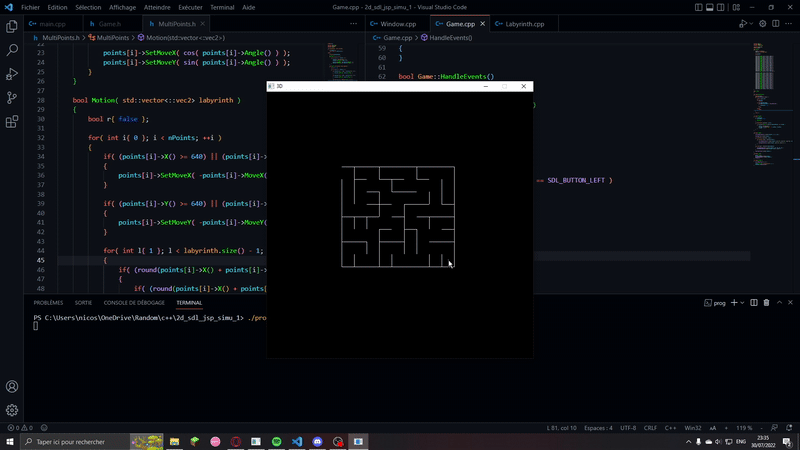 Fichier Edition Sélection Affichage Atteindre Exécuter Terminal Aide
Game.cpp - 2d_sdl_jsp_simu_1 - Visual Studio Code
main.cpp Game.h MultiPoints.h
Window.cpp Game.cpp Labyrinth.cpp
MultiPoints.h > MultiPoints > Motion(std::vector<::vec2>)
Game.cpp > HandleEvents()
23 points[i]->SetMoveX( cos( points[i]->Angle() ) );
24 points[i]->SetMoveY( sin( points[i]->Angle() ) );
25 }
26 }
27
28 bool Motion( std::vector<::vec2> labyrinth )
29 {
30 bool r{ false };
31
32 for( int i{ 0 }; i < nPoints; ++i )
33 {
34 if( (points[i]->X() >= 640) || (points[i]-
35 {
36 points[i]->SetMoveX( -points[i]->MoveX
37 }
38
39 if( (points[i]->Y() >= 640) || (points[i]-
40 {
41 points[i]->SetMoveY( -points[i]->MoveY
42 }
43
44 for( int l{ 1 }; l < labyrinth.size() - 1;
45 {
46 if( (round(points[i]->X() + points[i]-
47 {
48 if( (round(points[i]->X() + points
59 {
60 }
61
62 bool Game::HandleEvents()
== SDL_BUTTON_LEFT )
3D
PROBLÈMES SORTIE CONSOLE DE DÉBOGAGE TERMINAL
prog
PS C:\Users\nicos\OneDrive\Random\c++\2d_sdl_jsp_simu_1> ./pro
0 0
L 81, col 10 Espaces : 4 UTF-8 CRLF C++ Win32 119 %
Taper ici pour rechercher
ENG
23:35
30/07/2022